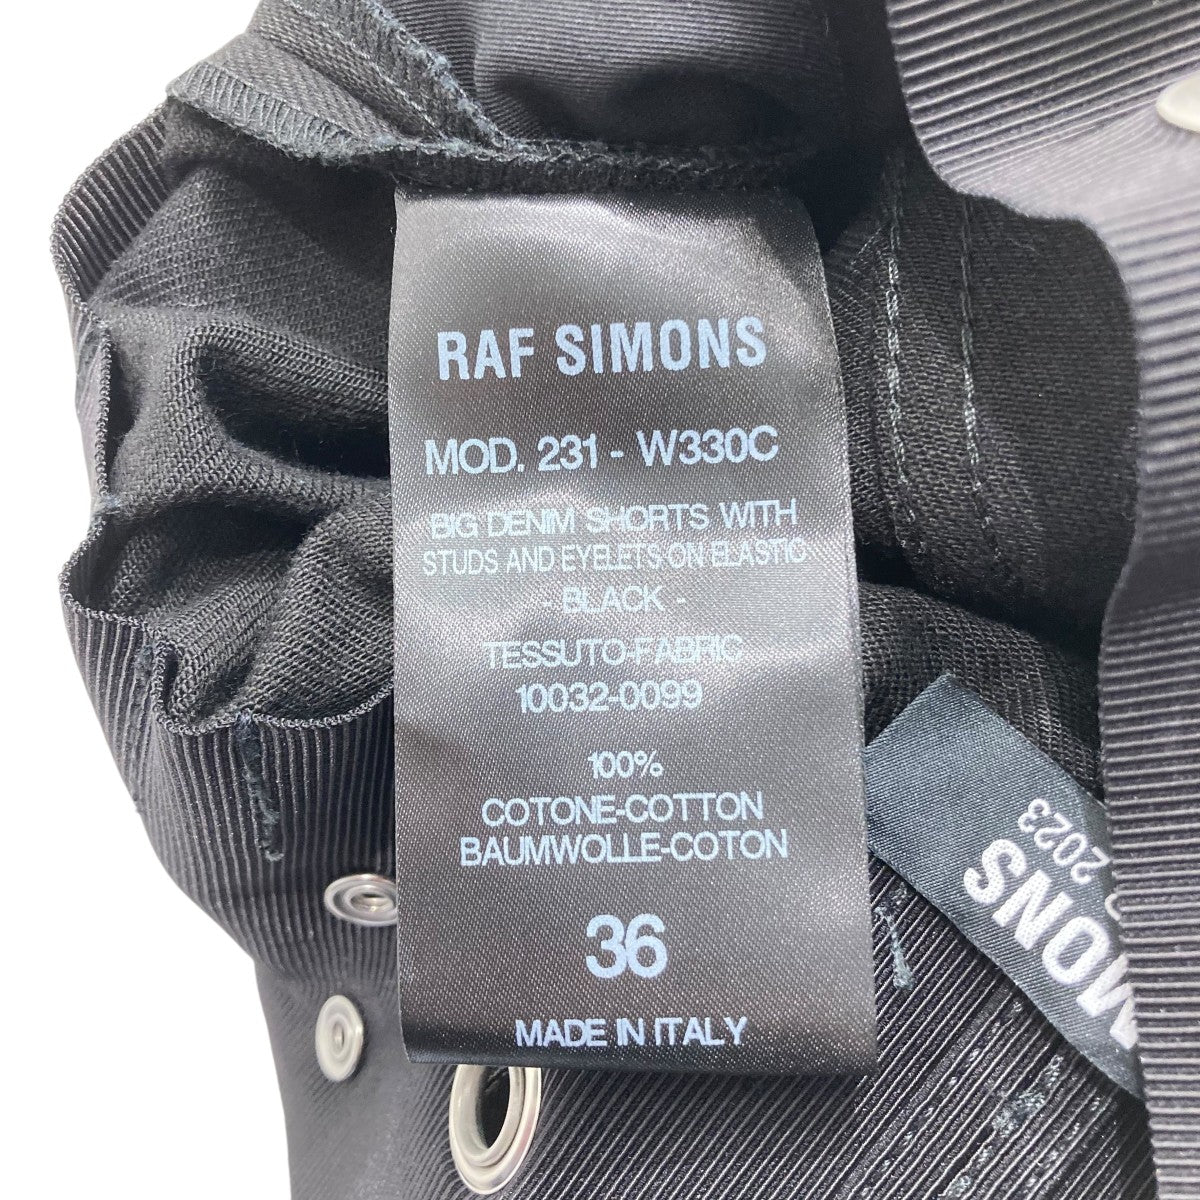 RAF SIMONS
MOD. 231 - W330C
BIG DENIM SHORTS WITH
STUDS AND EYELETS ON ELASTIC
- BLACK -
TESSUTO-FABRIC
10032-0099
100%
COTONE-COTTON
BAUMWOLLE-COTON
36
MADE IN ITALY
MONS
2023